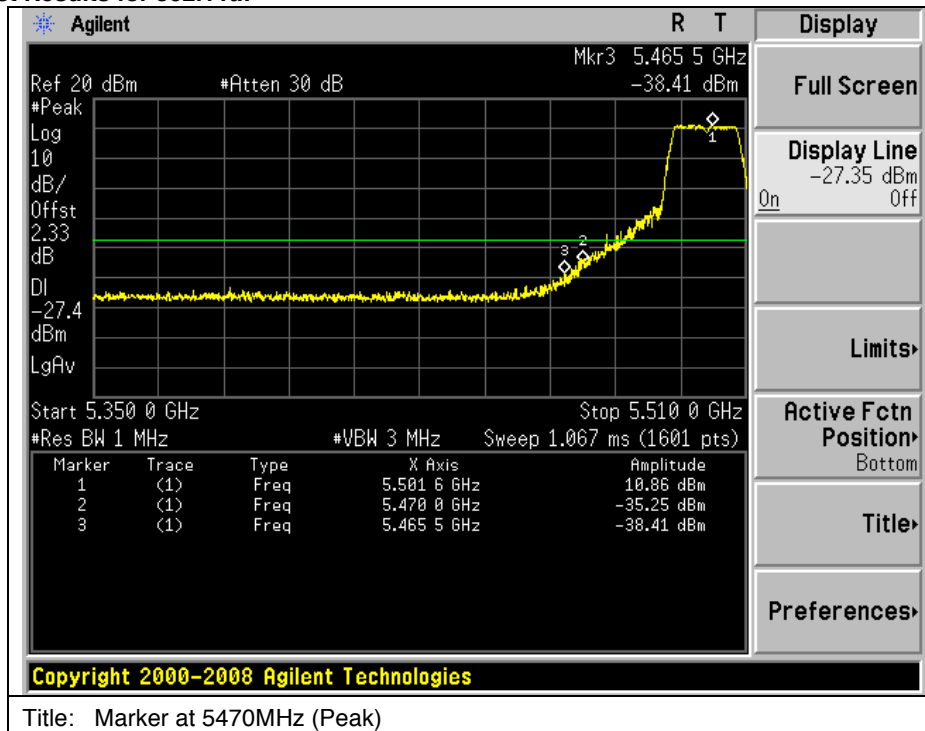 Agilent R T
Mkr3 5.465 5 GHz
Ref 20 dBm #Atten 30 dB -38.41 dBm
#Peak
Log
10
dB/
Offst
2.33
dB
DI
-27.4
dBm
LgAv
1
2
3
Start 5.350 0 GHz Stop 5.510 0 GHz
#Res BW 1 MHz #VBW 3 MHz Sweep 1.067 ms (1601 pts)
Marker Trace Type X Axis Amplitude
1 (1) Freq 5.501 6 GHz 10.86 dBm
2 (1) Freq 5.470 0 GHz -35.25 dBm
3 (1) Freq 5.465 5 GHz -38.41 dBm
Display
Full Screen
Display Line
-27.35 dBm
On Off
Limits
Active Fctn
Position
Bottom
Title
Preferences
Copyright 2000-2008 Agilent Technologies
Title: Marker at 5470MHz (Peak)